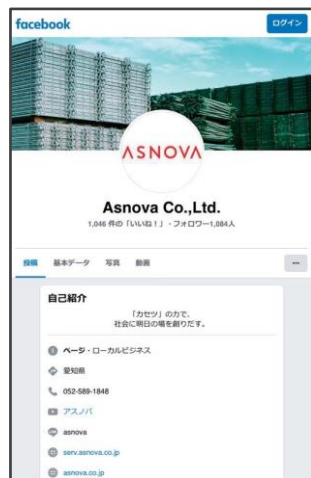 facebook
ログイン
ASNOVA
Asnova Co.,Ltd.
1,046 件の「いいね！」・フォロワー1,084人
投稿 基本データ 写真 動画 ...
自己紹介
「カセツ」の力で、
社会に明日の場を創りだす。
ページ・ローカルビジネス
愛知県
052-589-1848
アスノバ
asnova
serv.asnova.co.jp
asnova.co.jp